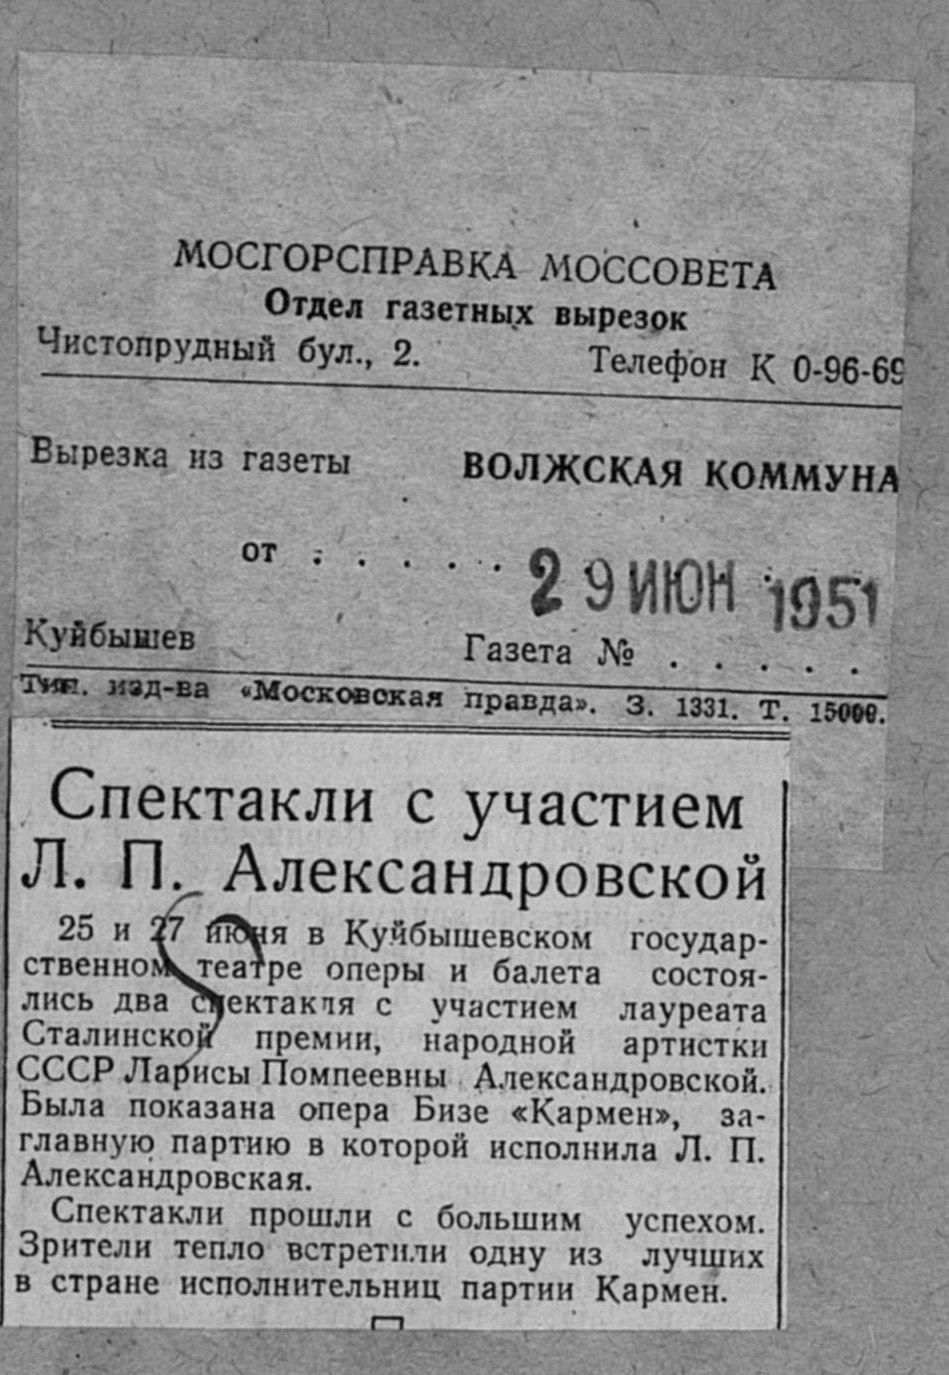 МОСГОРСПРАВКА МОССОВЕТА
Отдел газетных вырезок
Чистопрудный бул., 2. Телефон К 0-96-69
Вырезка из газеты ВОЛЖСКАЯ КОММУНА
от . . . . . 29 ИЮН 1951
Куйбышев Газета № . . . . .
Тип. изд-ва «Московская правда». З. 1331. Т. 15000.
Спектакли с участием
Л. П. Александровской
25 и 27 июня в Куйбышевском государ-
ственном театре оперы и балета состоя-
лись два спектакля с участием лауреата
Сталинской премии, народной артистки
СССР Ларисы Помпеевны Александровской.
Была показана опера Бизе «Кармен», за-
главную партию в которой исполнила Л. П.
Александровская.
Спектакли прошли с большим успехом.
Зрители тепло встретили одну из лучших
в стране исполнительниц партии Кармен.